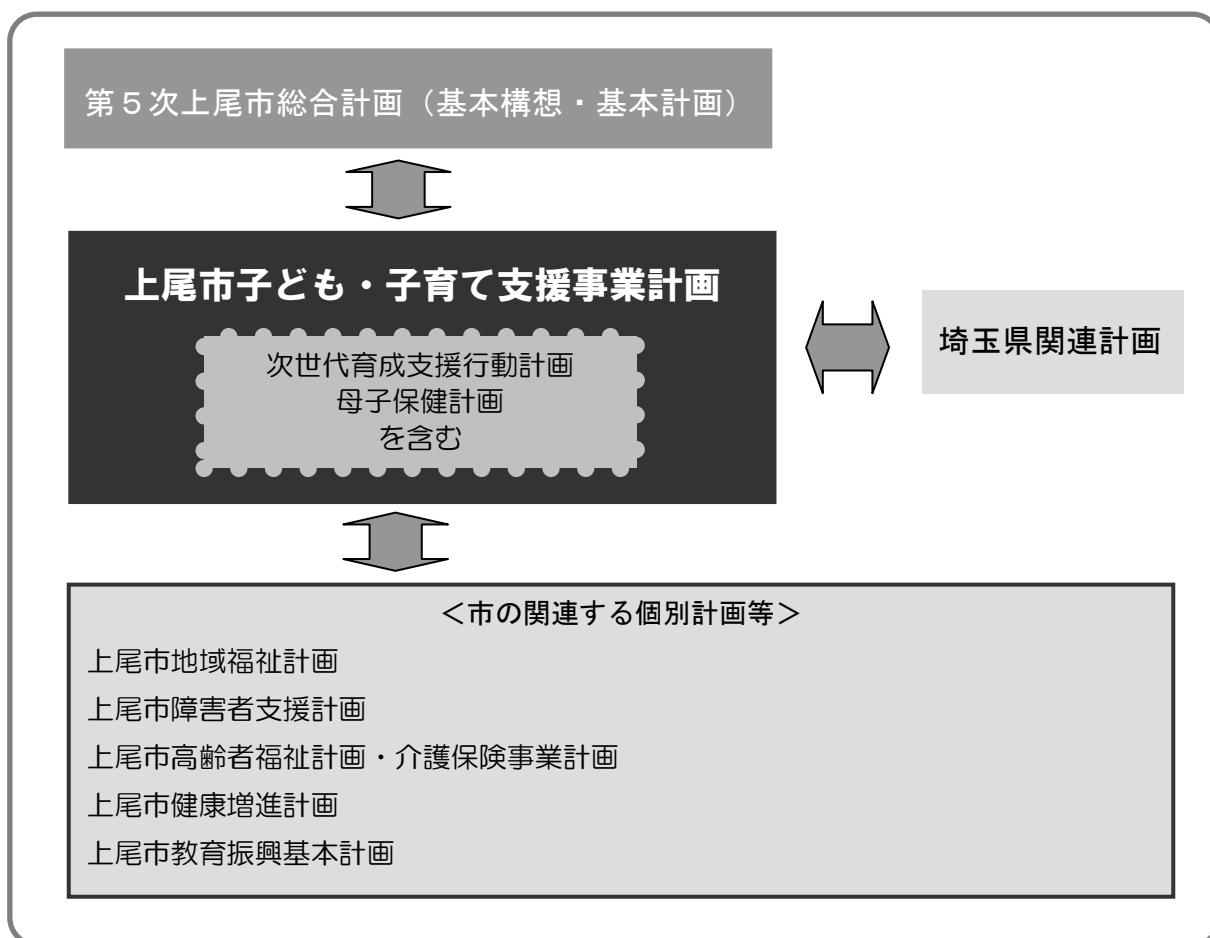 第５次上尾市総合計画（基本構想・基本計画）
上尾市子ども・子育て支援事業計画
次世代育成支援行動計画
母子保健計画
を含む
埼玉県関連計画
＜市の関連する個別計画等＞
上尾市地域福祉計画
上尾市障害者支援計画
上尾市高齢者福祉計画・介護保険事業計画
上尾市健康増進計画
上尾市教育振興基本計画